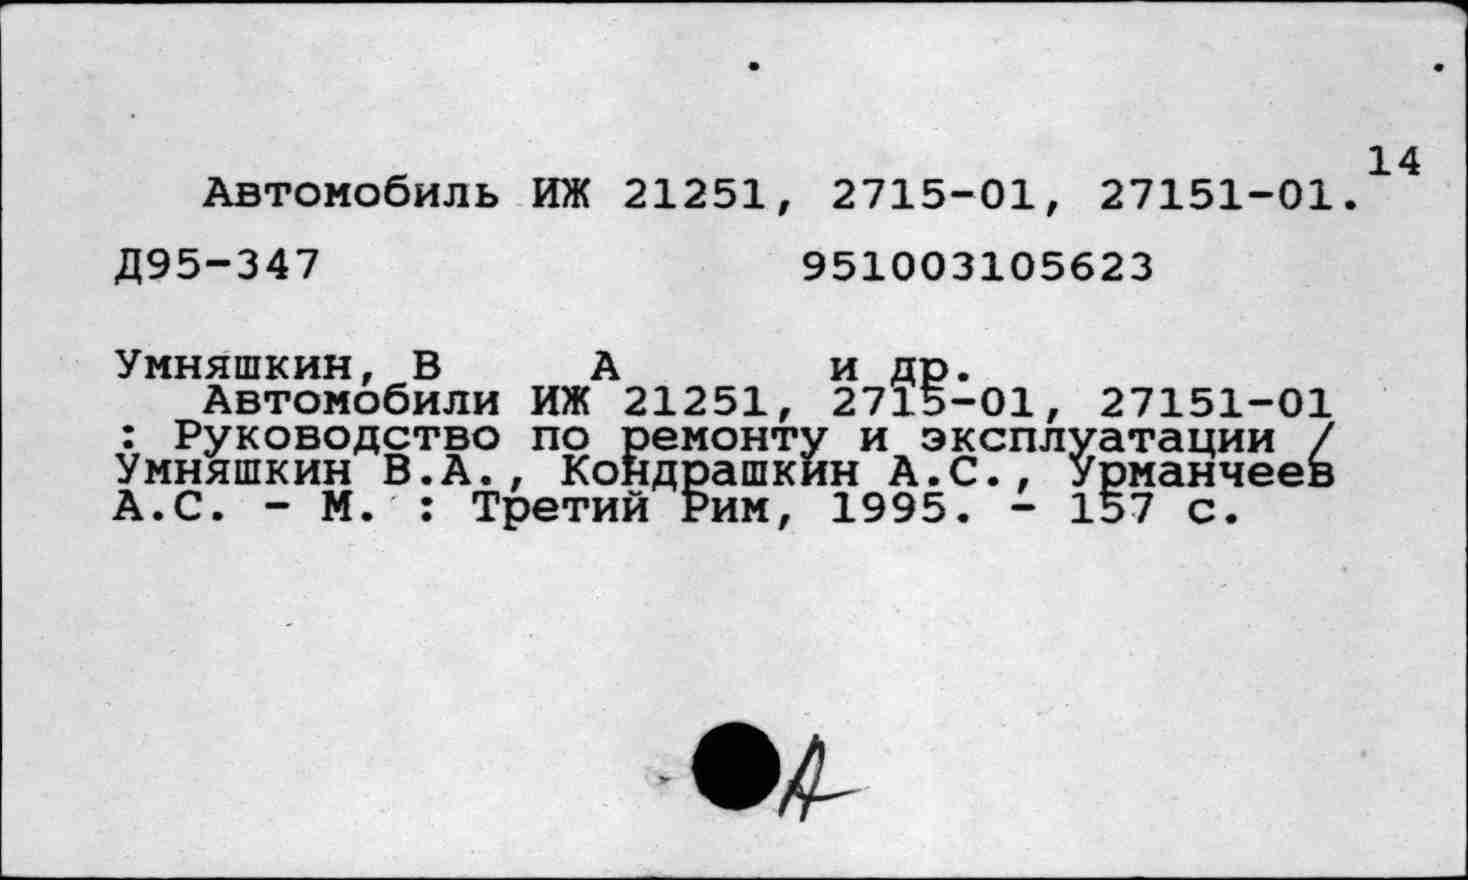 14
Автомобиль ИЖ 21251, 2715-01, 27151-01.
Д95-347 951003105623
Умняшкин, В А и др.
Автомобили ИЖ 21251, 2715-01, 27151-01
: Руководство по ремонту и эксплуатации /
Умняшкин В.А., Кондрашкин А.С., Урманчеев
А.С. - М. : Третий Рим, 1995. - 157 с.